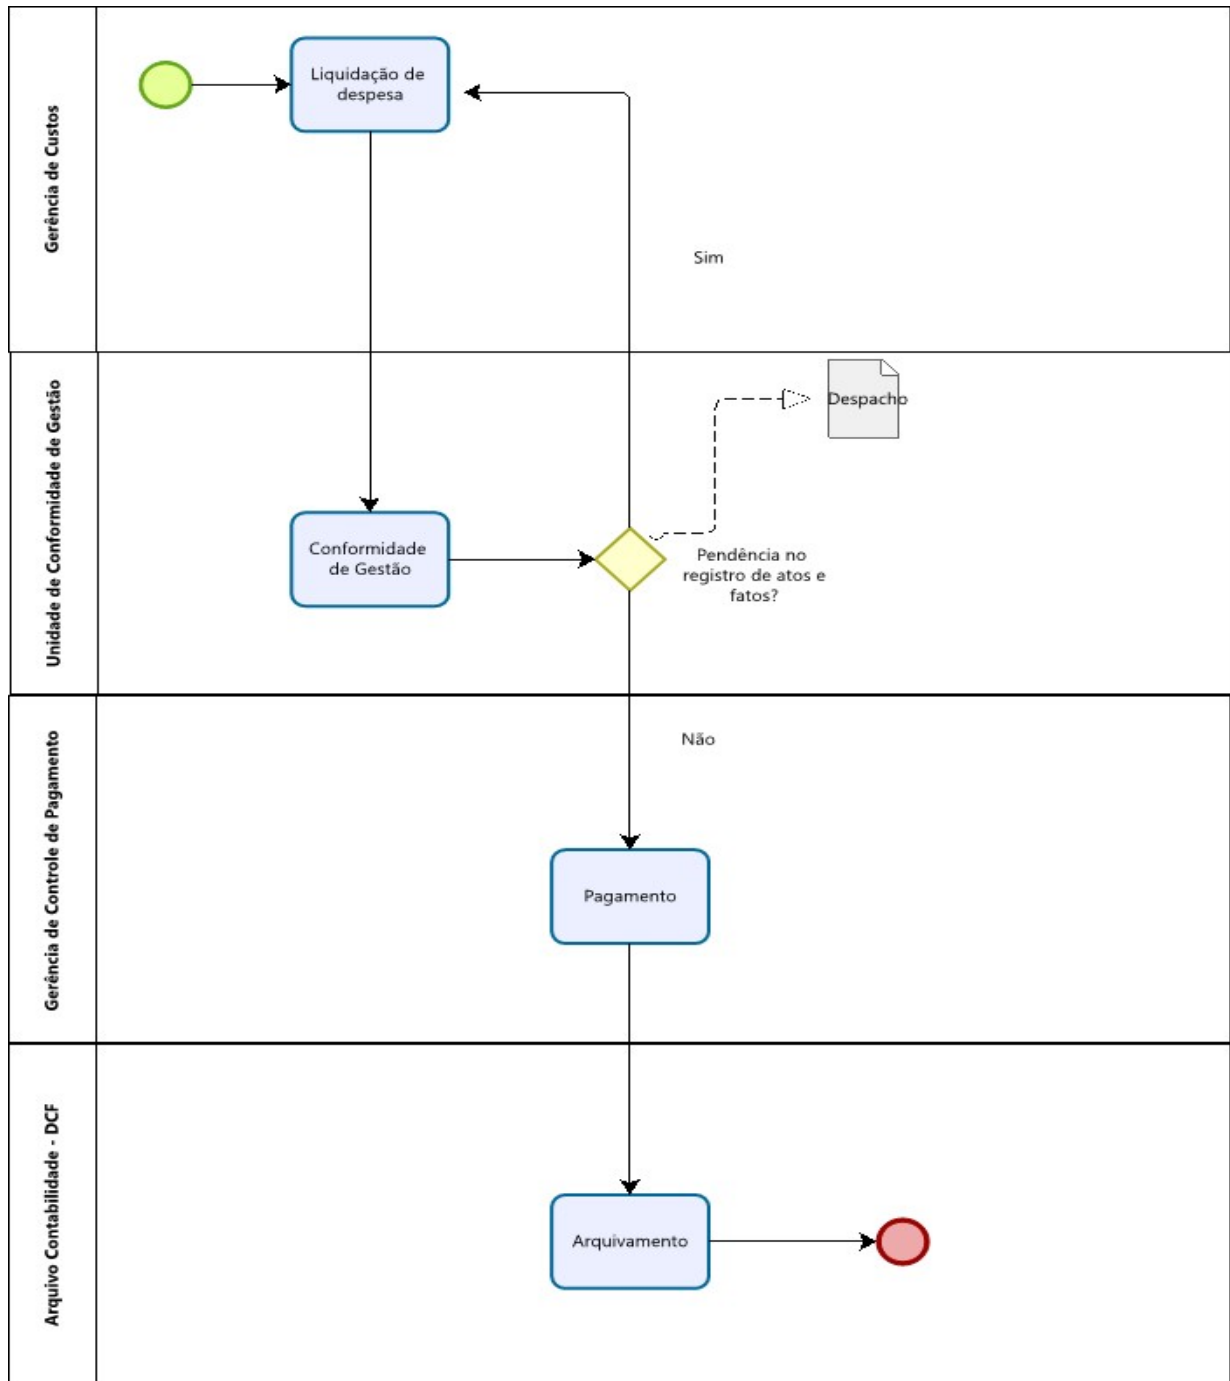 Gerência de Custos
Liquidação de
despesa
Sim
Unidade de Conformidade de Gestão
Despacho
Conformidade
de Gestão
Pendência no
registro de atos e
fatos?
Gerência de Controle de Pagamento
Não
Pagamento
Arquivo Contabilidade - DCF
Arquivamento